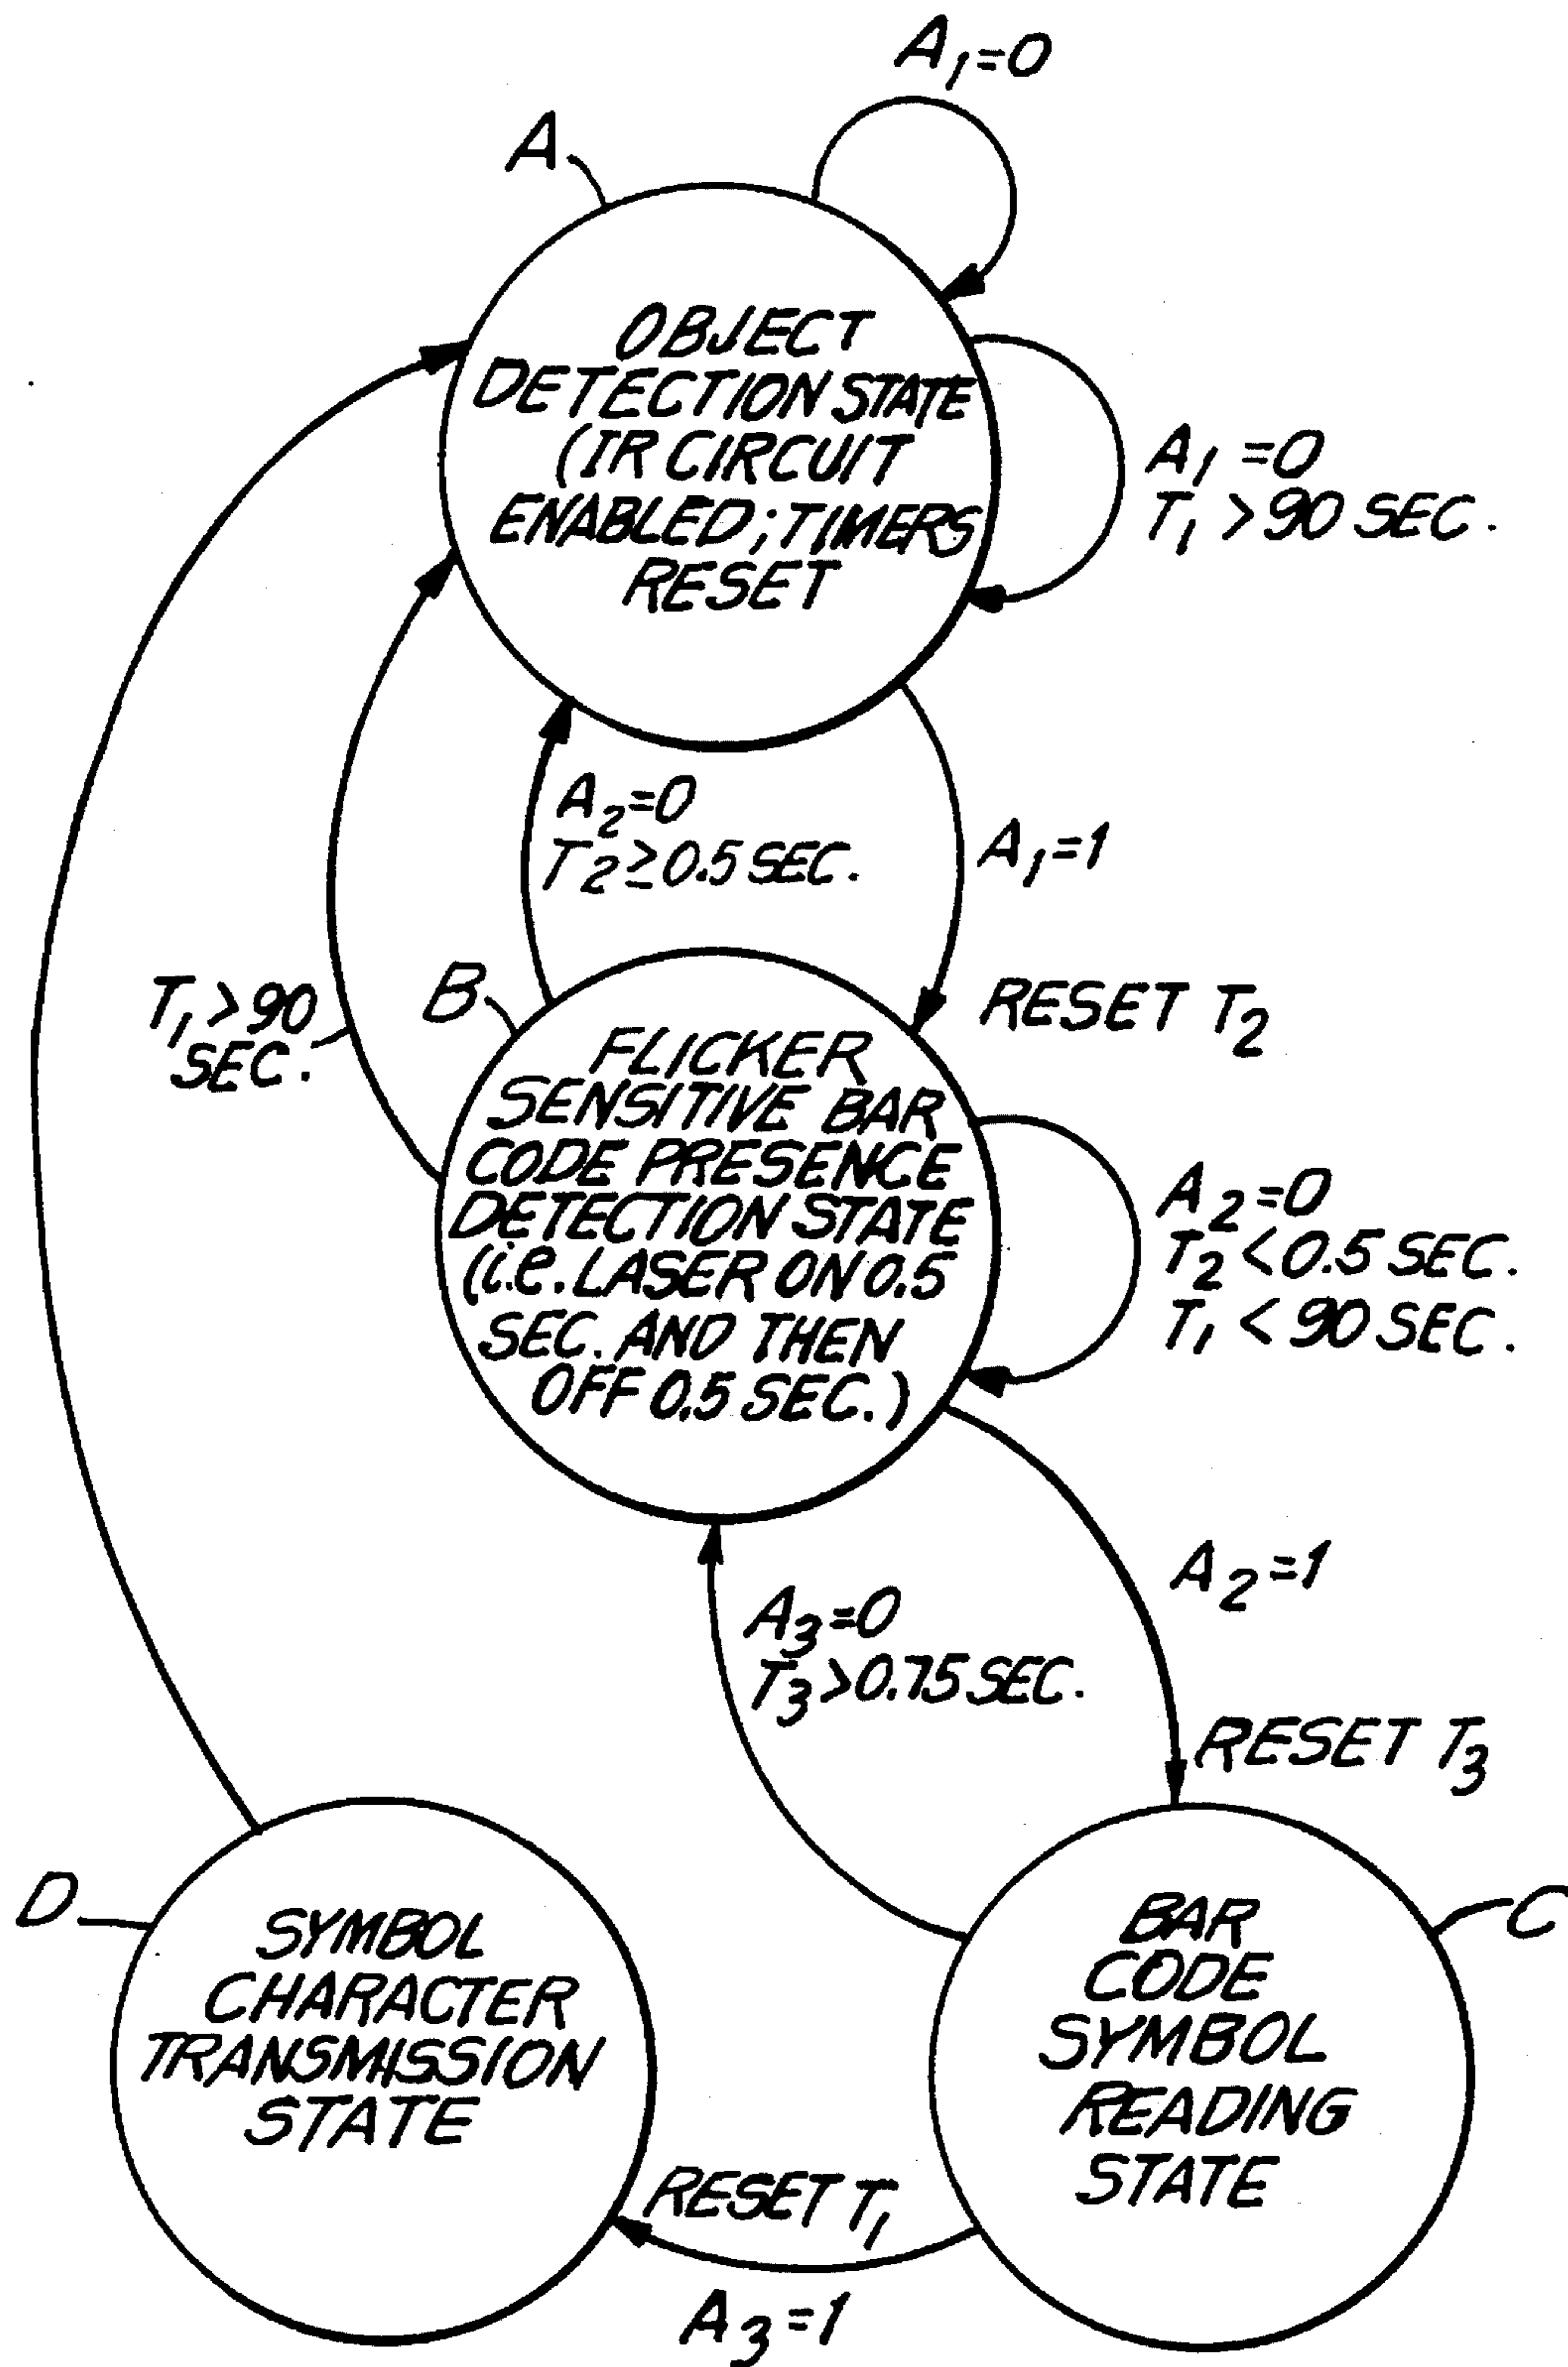 A₁=0
A
OBJECT
DETECTION STATE
(IR CIRCUIT
ENABLED; TIMERS
RESET
A₁=0
T₁>90 SEC.
A₂=0
T₂≥0.5 SEC.
A₁=1
RESET T₂
T₁>90
SEC.
B
FLICKER
SENSITIVE BAR
CODE PRESENCE
DETECTION STATE
(i.e. LASER ON 0.5
SEC. AND THEN
OFF 0.5 SEC.)
A₂=0
T₂<0.5 SEC.
T₁<90 SEC.
A₂=1
A₃=0
T₃>0.75 SEC.
RESET T₃
D
SYMBOL
CHARACTER
TRANSMISSION
STATE
C
BAR
CODE
SYMBOL
READING
STATE
RESET T₁
A₃=1